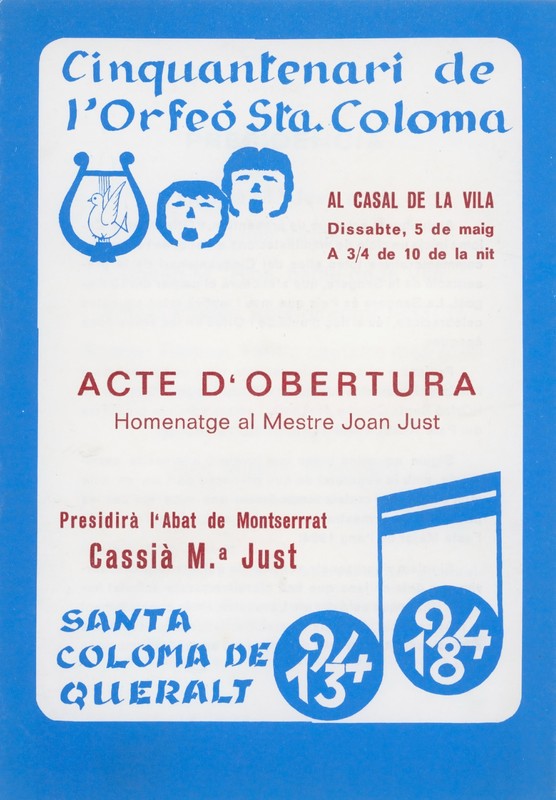 Cinquantenari de
l'Orfeó Sta. Coloma
AL CASAL DE LA VILA
Dissabte, 5 de maig
A 3/4 de 10 de la nit
ACTE D'OBERTURA
Homenatge al Mestre Joan Just
Presidirà l'Abat de Montserrrat
Cassià M.ª Just
SANTA
COLOMA DE
QUERALT
1934
1984